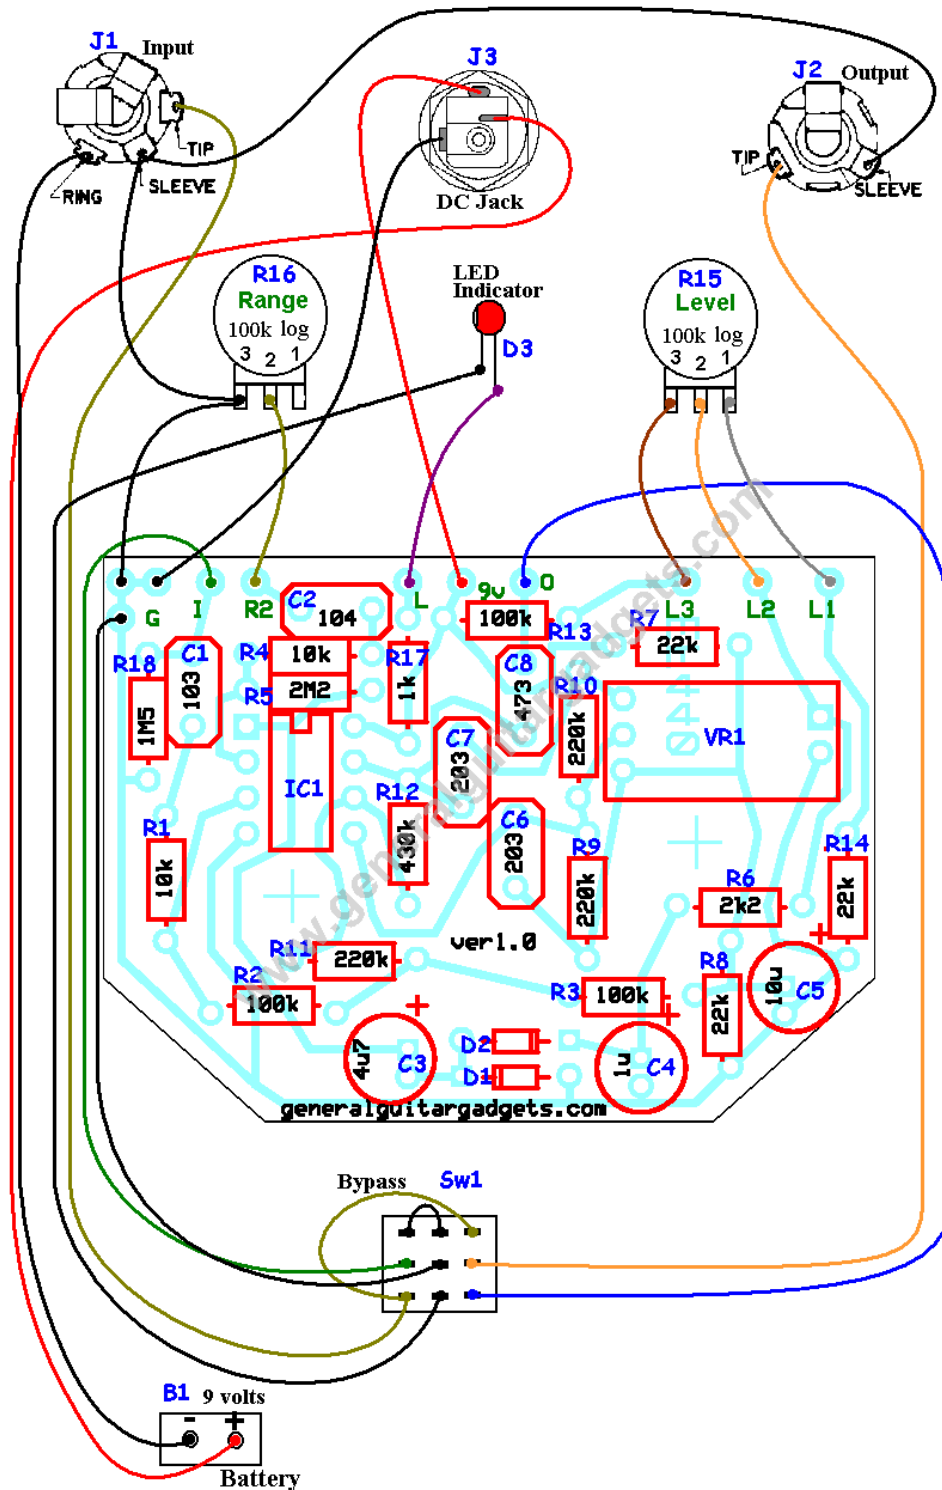 J1 Input
J3
J2 Output
TIP
RING
SLEEVE
DC Jack
TIP
SLEEVE
R16
Range
100k log
3 2 1
LED
Indicator
D3
R15
Level
100k log
3 2 1
G I R2 L 9v O L3 L2 L1
C2
104
100k
R13
R7
22k
R18
C1
103
R4
10k
R17
1k
C8
473
R5
2M2
R10
220k
1M5
C7
203
VR1
IC1
R12
430k
C6
203
R1
10k
R9
220k
R14
22k
R6
2k2
ver1.0
R11
220k
R2
100k
R3
100k
R8
22k
10u
C5
+
+
4u7
C3
D2
D1
1u
C4
+
generalguitargadgets.com
www.generalguitargadgets.com
Bypass
Sw1
B1 9 volts
- +
Battery